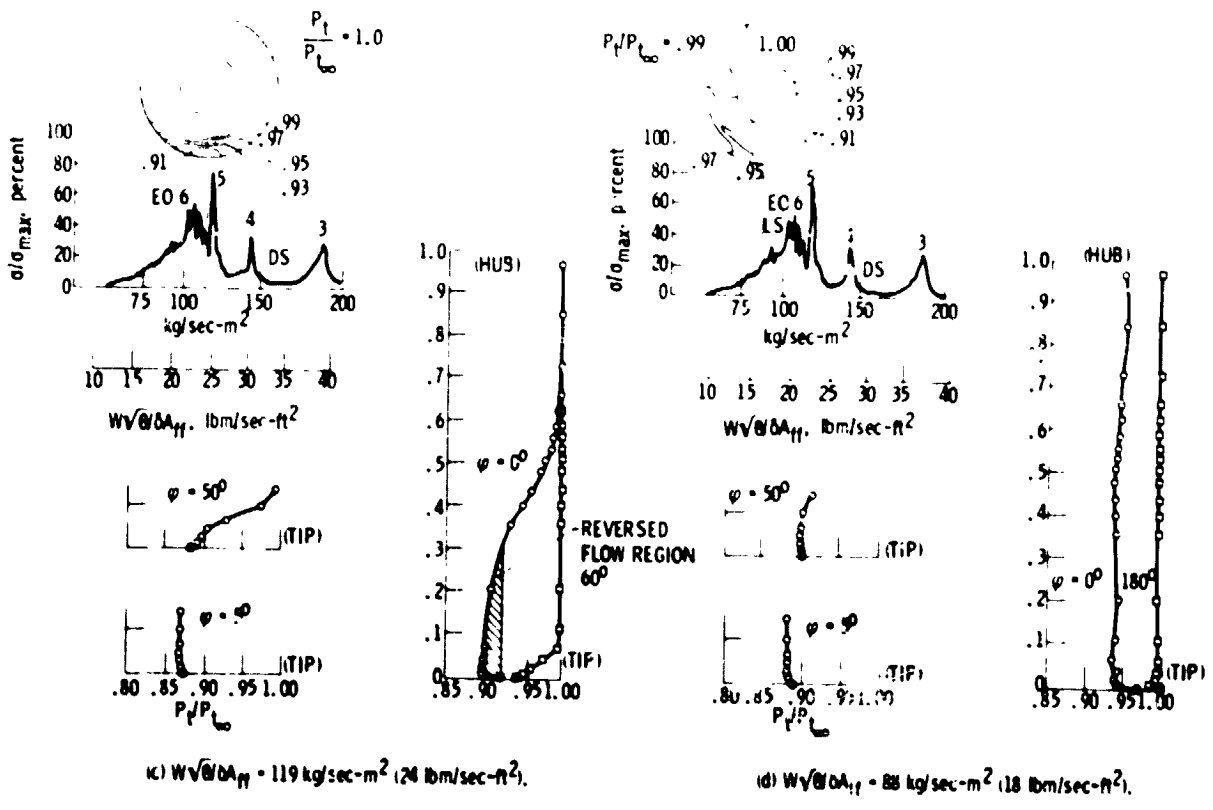 P_t / P_t∞ = 1.0
.99
.97
.95
.93
.91
σ/σmax, percent
100
80
60
40
20
0
EO 6
5
4
DS
3
75
100
150
200
kg/sec-m²
10 15 20 25 30 35 40
W√θ/δA_ff, lbm/sec-ft²
φ = 50°
(TIP)
(TIP)
.80 .90 .95 1.00
P_t/P_t∞
1.0
.9
.8
.7
.6
.5
.4
.3
.2
.1
0
(HUB)
φ = 0°
-REVERSED
FLOW REGION
60°
(TIP)
.85 .90 .95 1.00
(c) W√θ/δA_ff = 119 kg/sec-m² (24 lbm/sec-ft²).
P_t/P_t∞ = .99
1.00
.99
.97
.95
.93
.91
.97
.95
σ/σmax, percent
100
80
60
40
20
0
EO 6
LS
5
DS
3
75
100
150
200
kg/sec-m²
10 15 20 25 30 35 40
W√θ/δA_ff, lbm/sec-ft²
φ = 50°
(TIP)
(TIP)
.80 .85 .90 .95 1.00
P_t/P_t∞
1.0
.9
.8
.7
.6
.5
.4
.3
.2
.1
0
(HUB)
φ = 0° 180°
(TIP)
.85 .90 .95 1.00
(d) W√θ/δA_ff = 88 kg/sec-m² (18 lbm/sec-ft²).